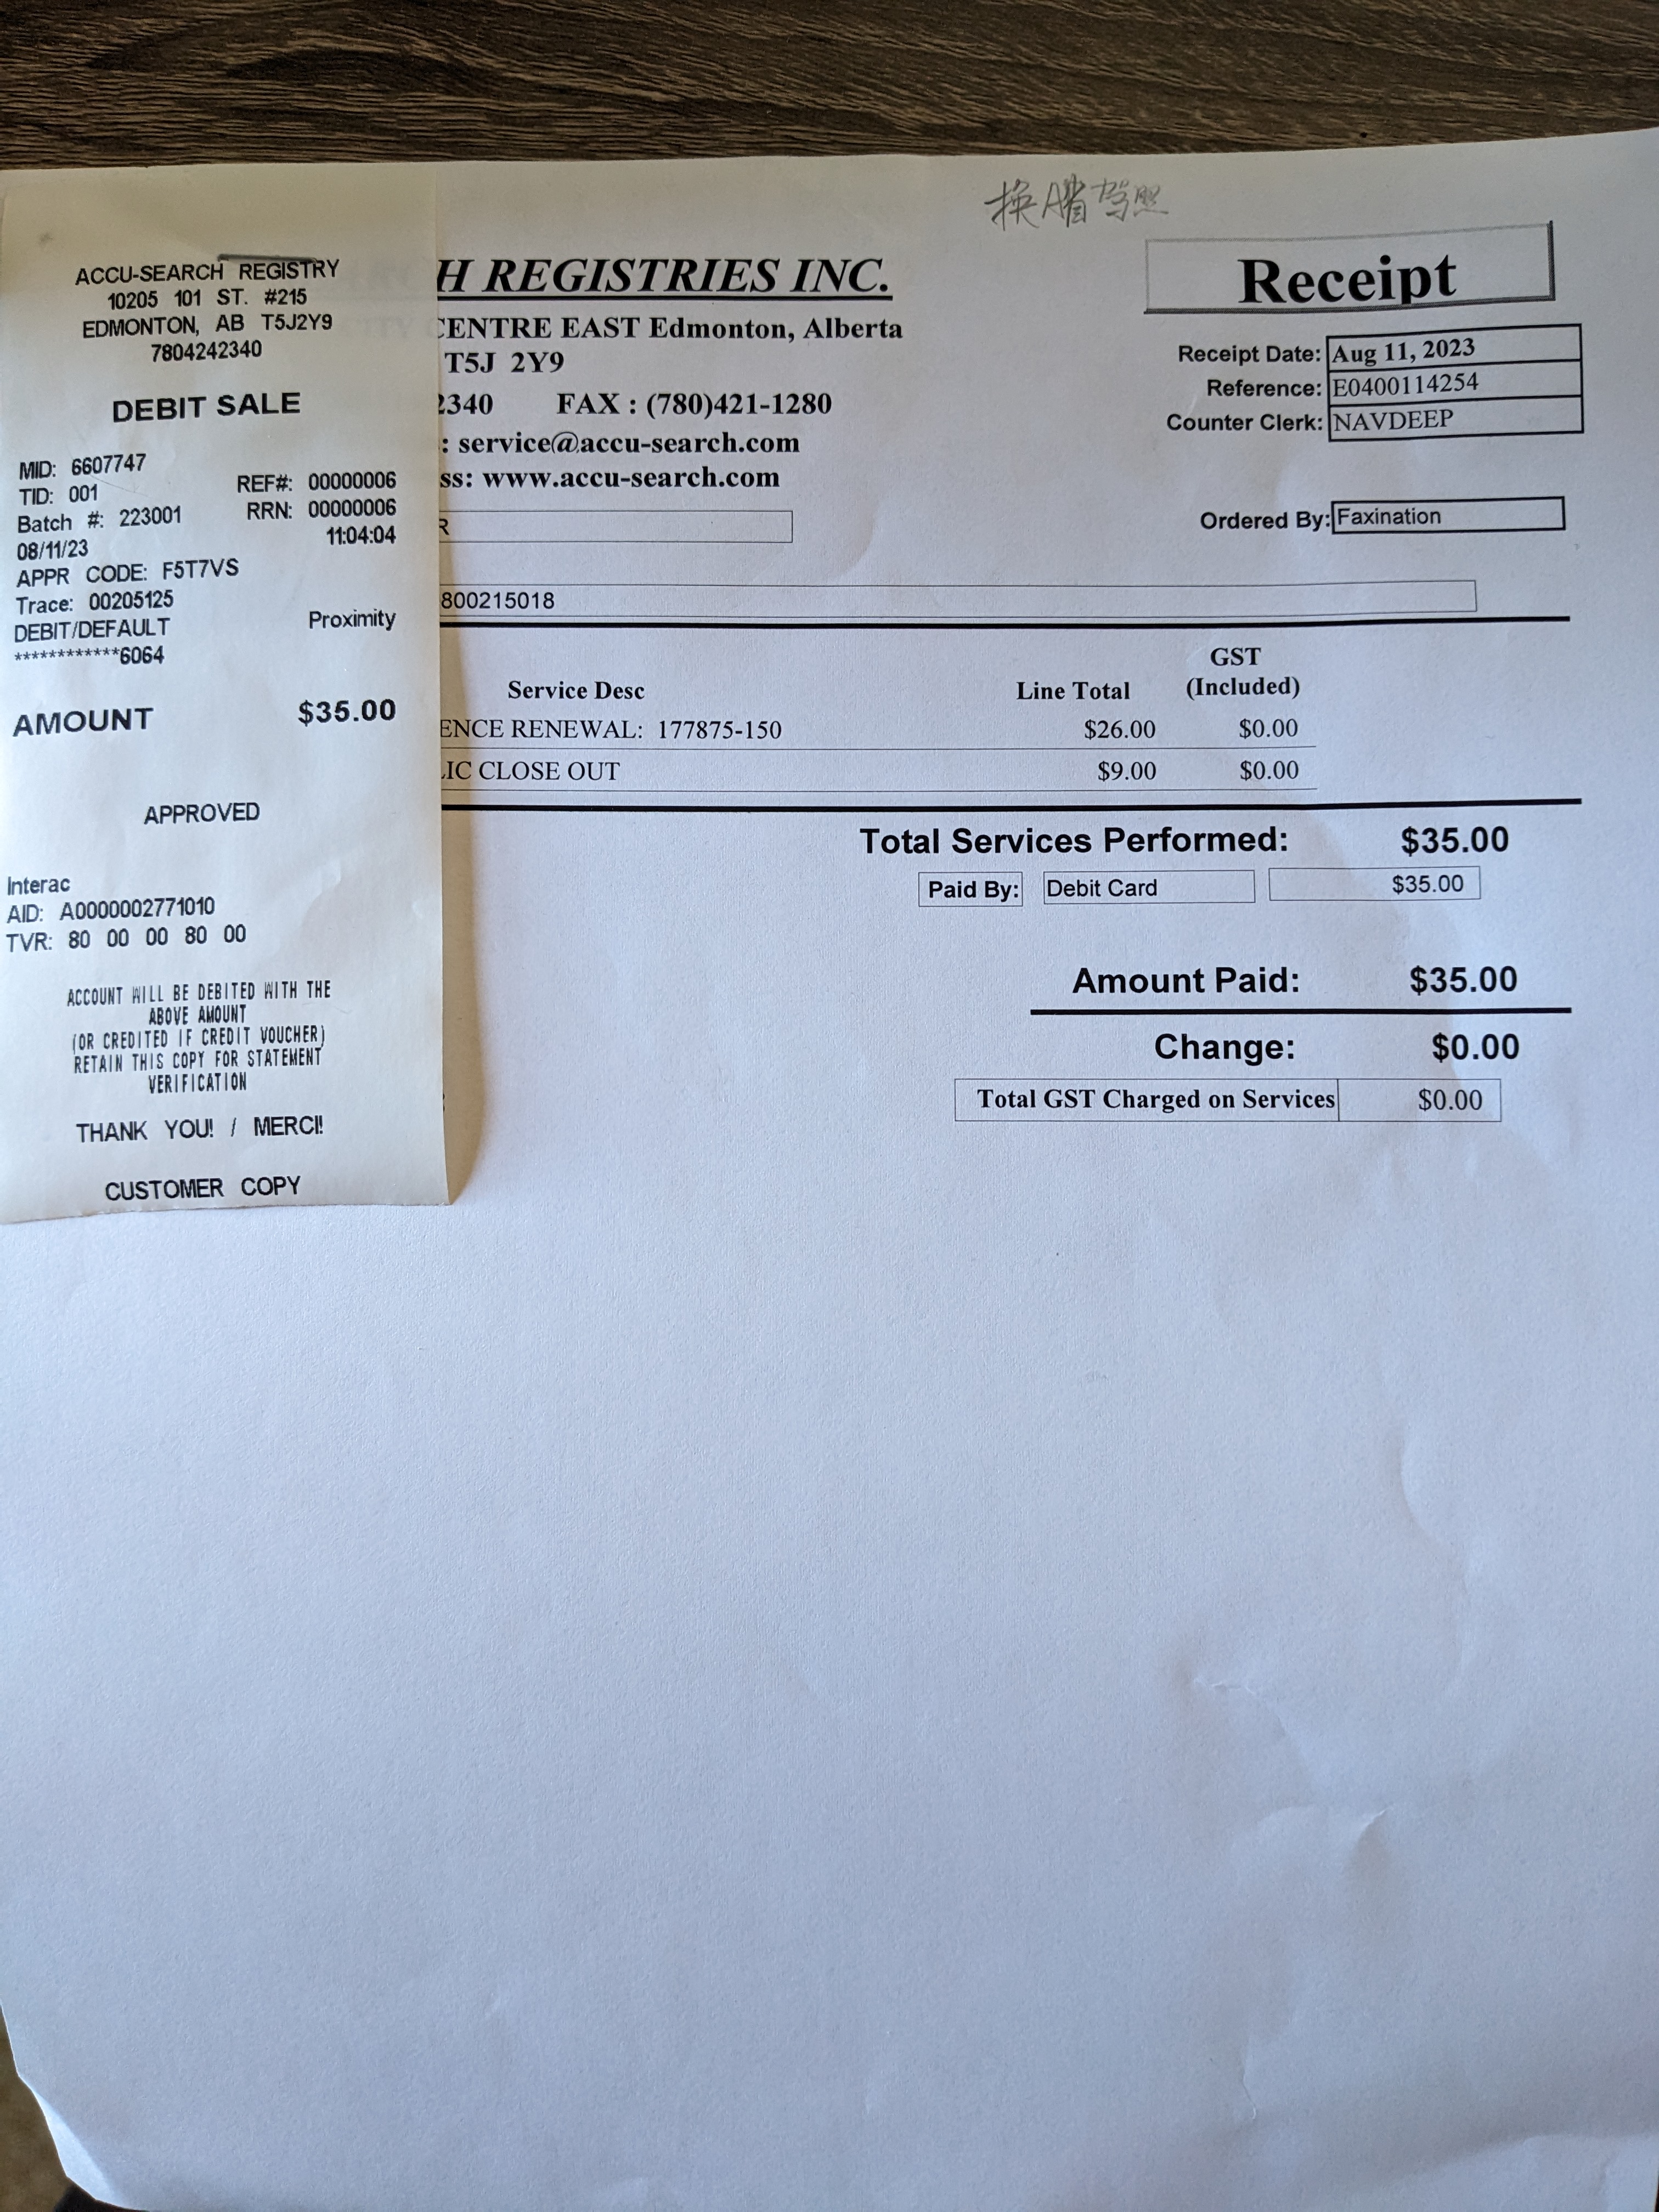 换A省驾照
ACCU-SEARCH REGISTRY
10205 101 ST. #215
EDMONTON, AB T5J2Y9
7804242340
DEBIT SALE
MID: 6607747
TID: 001 REF#: 00000006
Batch #: 223001 RRN: 00000006
08/11/23 11:04:04
APPR CODE: F5T7VS
Trace: 00205125
DEBIT/DEFAULT Proximity
************6064
AMOUNT $35.00
APPROVED
Interac
AID: A0000002771010
TVR: 80 00 00 80 00
ACCOUNT WILL BE DEBITED WITH THE
ABOVE AMOUNT
(OR CREDITED IF CREDIT VOUCHER)
RETAIN THIS COPY FOR STATEMENT
VERIFICATION
THANK YOU! / MERCI!
CUSTOMER COPY
H REGISTRIES INC.
CENTRE EAST Edmonton, Alberta
T5J 2Y9
2340 FAX : (780)421-1280
: service@accu-search.com
ss: www.accu-search.com
R
800215018
Receipt
Receipt Date: Aug 11, 2023
Reference: E0400114254
Counter Clerk: NAVDEEP
Ordered By: Faxination
Service Desc Line Total GST (Included)
ENCE RENEWAL: 177875-150 $26.00 $0.00
LIC CLOSE OUT $9.00 $0.00
Total Services Performed: $35.00
Paid By: Debit Card $35.00
Amount Paid: $35.00
Change: $0.00
Total GST Charged on Services $0.00